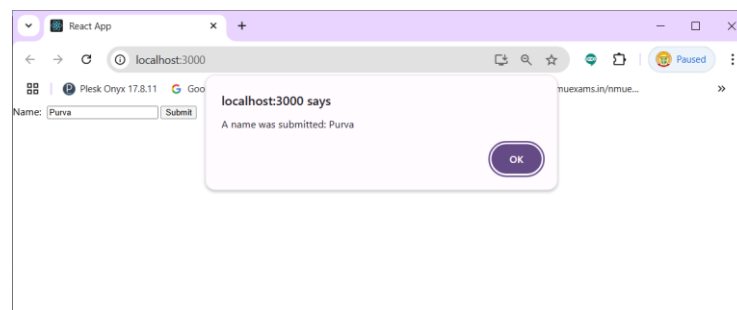 React App
localhost:3000
Paused
Plesk Onyx 17.8.11 Goo
muexams.in/nmue...
Name: Purva Submit
localhost:3000 says
A name was submitted: Purva
OK